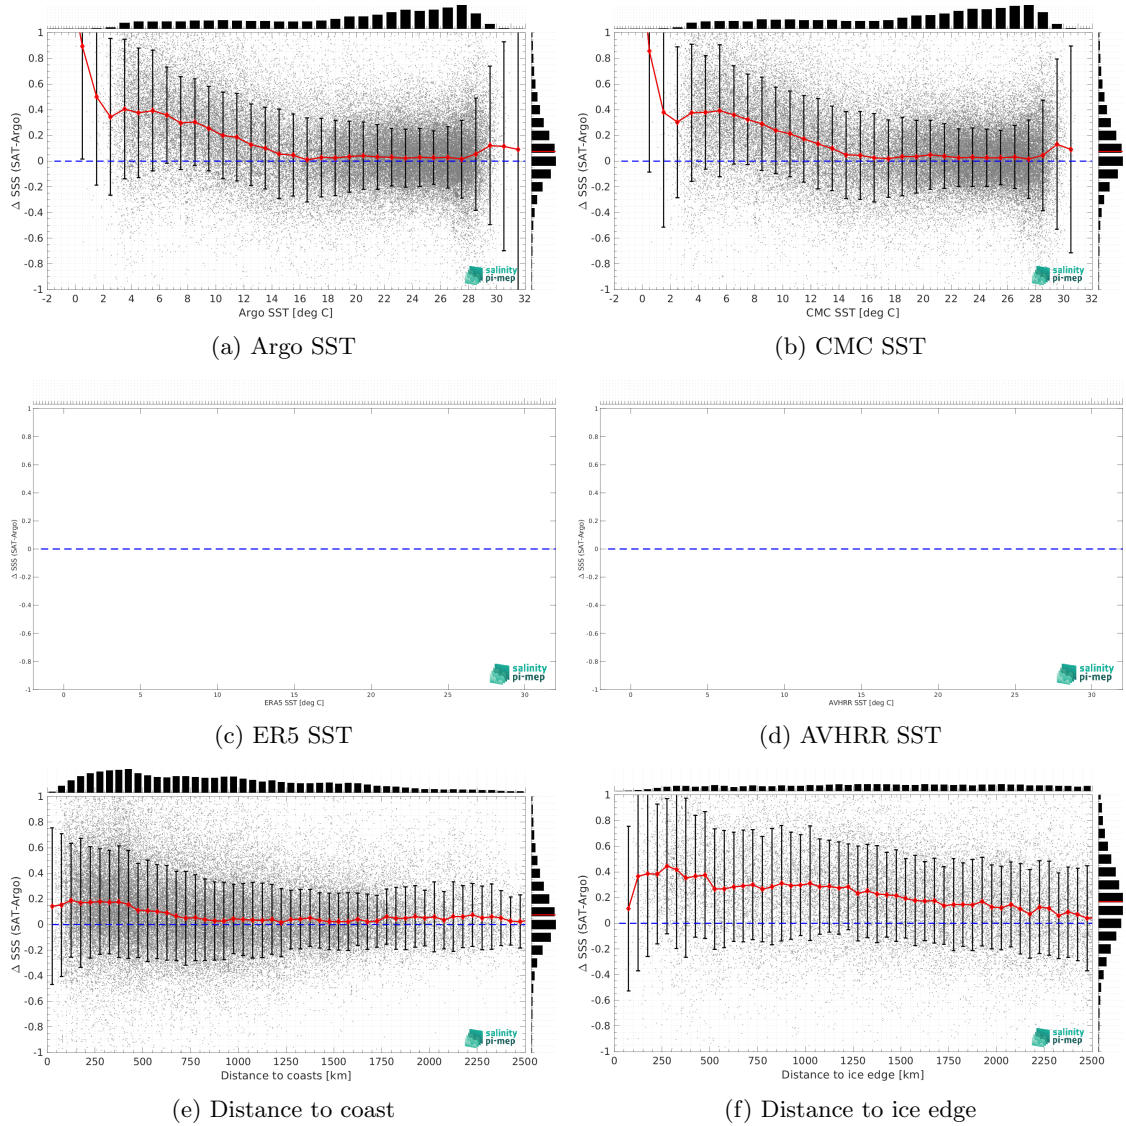 1
0.8
0.6
0.4
0.2
0
-0.2
-0.4
-0.6
-0.8
-1
Δ SSS (SAT-Argo)
salinity
pi-mep
-2 0 2 4 6 8 10 12 14 16 18 20 22 24 26 28 30 32
Argo SST [deg C]
(a) Argo SST
1
0.8
0.6
0.4
0.2
0
-0.2
-0.4
-0.6
-0.8
-1
Δ SSS (SAT-Argo)
salinity
pi-mep
-2 0 2 4 6 8 10 12 14 16 18 20 22 24 26 28 30 32
CMC SST [deg C]
(b) CMC SST
1
0.8
0.6
0.4
0.2
0
-0.2
-0.4
-0.6
-0.8
-1
Δ SSS (SAT-Argo)
salinity
pi-mep
0 5 10 15 20 25 30
ERA5 SST [deg C]
(c) ER5 SST
1
0.8
0.6
0.4
0.2
0
-0.2
-0.4
-0.6
-0.8
-1
Δ SSS (SAT-Argo)
salinity
pi-mep
0 5 10 15 20 25 30
AVHRR SST [deg C]
(d) AVHRR SST
1
0.8
0.6
0.4
0.2
0
-0.2
-0.4
-0.6
-0.8
-1
Δ SSS (SAT-Argo)
salinity
pi-mep
0 250 500 750 1000 1250 1500 1750 2000 2250 2500
Distance to coasts [km]
(e) Distance to coast
1
0.8
0.6
0.4
0.2
0
-0.2
-0.4
-0.6
-0.8
-1
Δ SSS (SAT-Argo)
salinity
pi-mep
0 250 500 750 1000 1250 1500 1750 2000 2250 2500
Distance to ice edge [km]
(f) Distance to ice edge